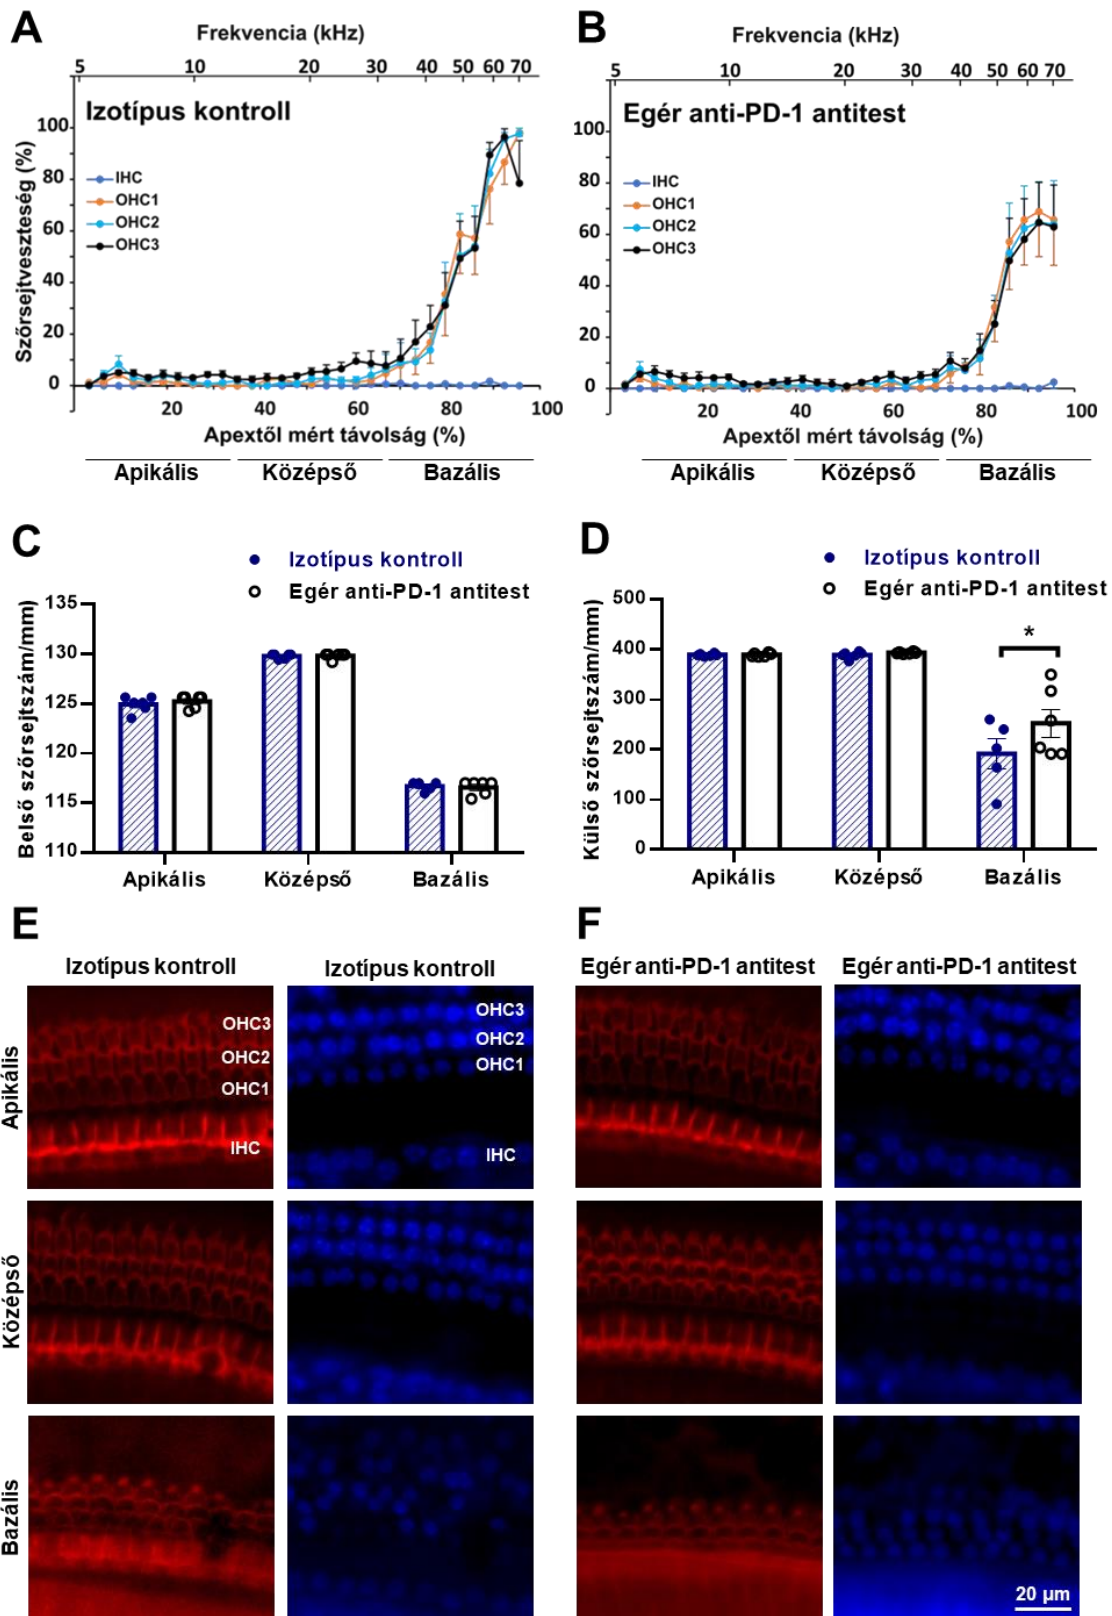 A
Frekvencia (kHz)
5 10 20 30 40 50 60 70
Izotípus kontroll
Szőrsejtveszteség (%)
100
80
60
40
20
0
IHC
OHC1
OHC2
OHC3
20 40 60 80 100
Apextől mért távolság (%)
Apikális Középső Bazális
B
Frekvencia (kHz)
5 10 20 30 40 50 60 70
Egér anti-PD-1 antitest
100
80
60
40
20
0
IHC
OHC1
OHC2
OHC3
20 40 60 80 100
Apextől mért távolság (%)
Apikális Középső Bazális
C
Izotípus kontroll
Egér anti-PD-1 antitest
Belső szőrsejtszám/mm)
135
130
125
120
115
110
Apikális Középső Bazális
D
Izotípus kontroll
Egér anti-PD-1 antitest
Külső szőrsejtszám/mm)
500
400
300
200
100
0
*
Apikális Középső Bazális
E
Izotípus kontroll Izotípus kontroll
Apikális
OHC3
OHC2
OHC1
IHC
OHC3
OHC2
OHC1
IHC
Középső
Bazális
F
Egér anti-PD-1 antitest Egér anti-PD-1 antitest
20 µm